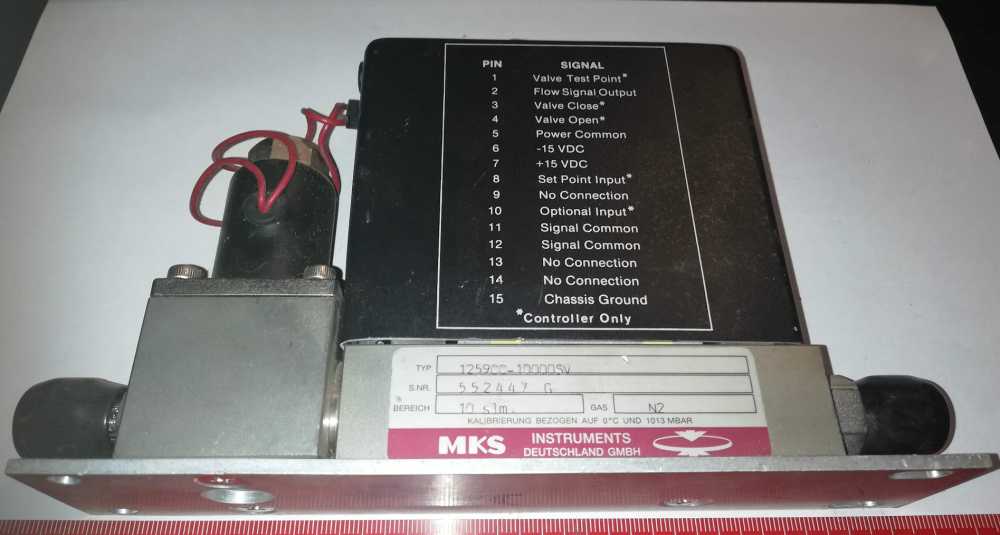 PIN SIGNAL
1 Valve Test Point*
2 Flow Signal Output
3 Valve Close*
4 Valve Open*
5 Power Common
6 -15 VDC
7 +15 VDC
8 Set Point Input*
9 No Connection
10 Optional Input*
11 Signal Common
12 Signal Common
13 No Connection
14 No Connection
15 Chassis Ground
*Controller Only
TYP 1259CC-10000SV
S.NR. 552447 G
BEREICH 10 slm. GAS N2
KALIBRIERUNG BEZOGEN AUF 0°C UND 1013 MBAR
MKS INSTRUMENTS
DEUTSCHLAND GMBH